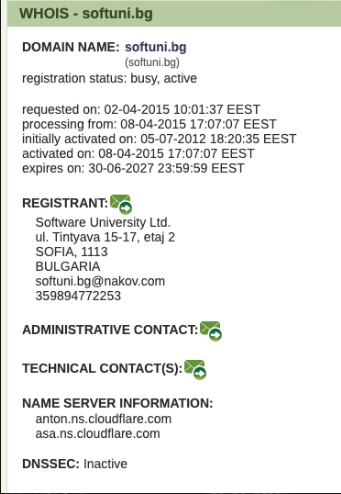 WHOIS - softuni.bg
DOMAIN NAME: softuni.bg
(softuni.bg)
registration status: busy, active
requested on: 02-04-2015 10:01:37 EEST
processing from: 08-04-2015 17:07:07 EEST
initially activated on: 05-07-2012 18:20:35 EEST
activated on: 08-04-2015 17:07:07 EEST
expires on: 30-06-2027 23:59:59 EEST
REGISTRANT:
Software University Ltd.
ul. Tintyava 15-17, etaj 2
SOFIA, 1113
BULGARIA
softuni.bg@nakov.com
359894772253
ADMINISTRATIVE CONTACT:
TECHNICAL CONTACT(S):
NAME SERVER INFORMATION:
anton.ns.cloudflare.com
asa.ns.cloudflare.com
DNSSEC: Inactive